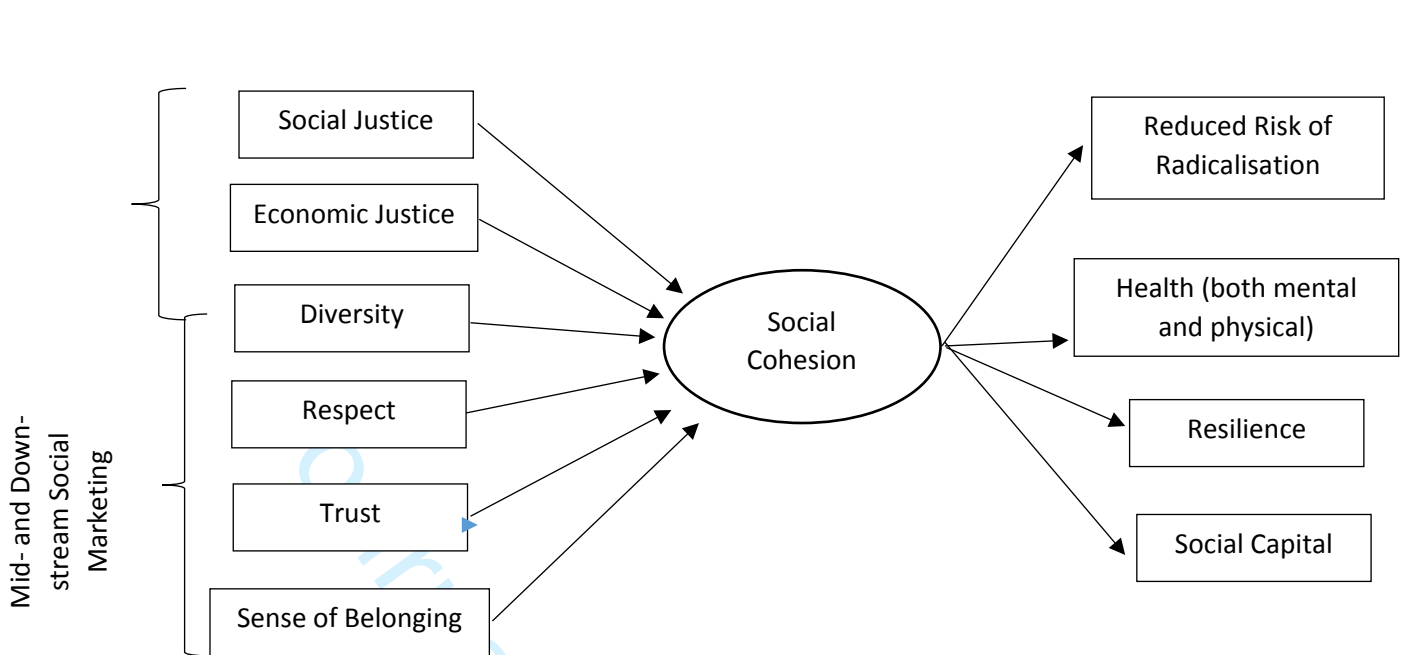 Social Justice
Economic Justice
Diversity
Respect
Trust
Sense of Belonging
Mid- and Down-
stream Social
Marketing
Social
Cohesion
Reduced Risk of
Radicalisation
Health (both mental
and physical)
Resilience
Social Capital